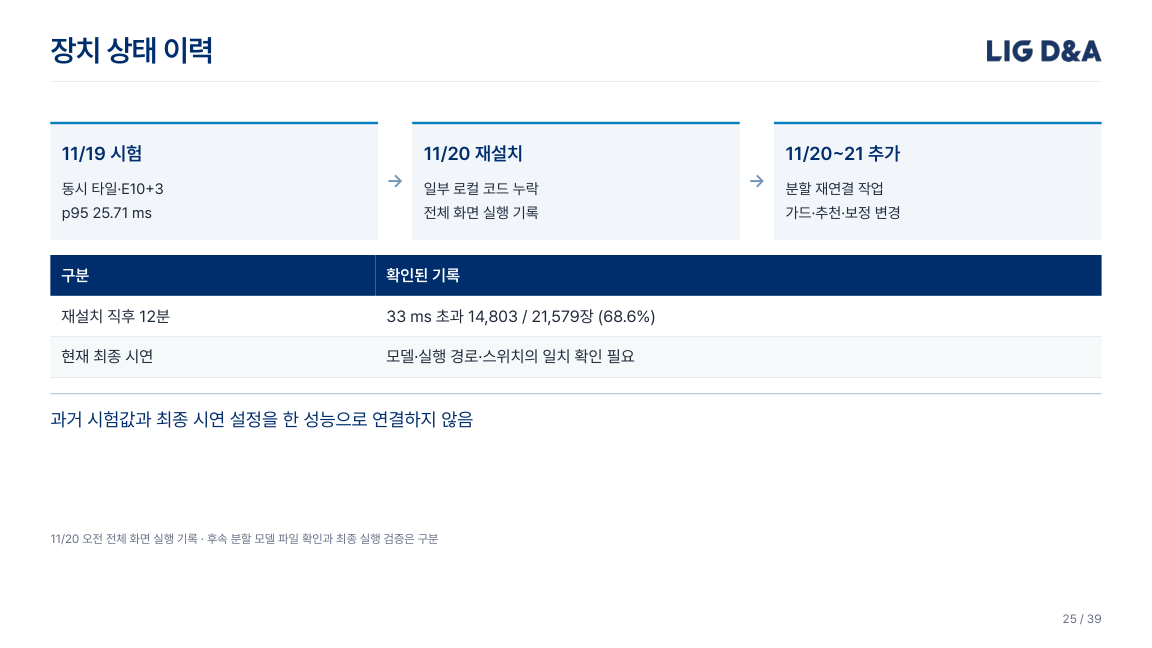 장치 상태 이력
LIG D&A
11/19 시험
동시 타일·E10+3
p95 25.71 ms
→
11/20 재설치
일부 로컬 코드 누락
전체 화면 실행 기록
→
11/20~21 추가
분할 재연결 작업
가드·추천·보정 변경
구분 확인된 기록
재설치 직후 12분 33 ms 초과 14,803 / 21,579장 (68.6%)
현재 최종 시연 모델·실행 경로·스위치의 일치 확인 필요
과거 시험값과 최종 시연 설정을 한 성능으로 연결하지 않음
11/20 오전 전체 화면 실행 기록 · 후속 분할 모델 파일 확인과 최종 실행 검증은 구분
25 / 39